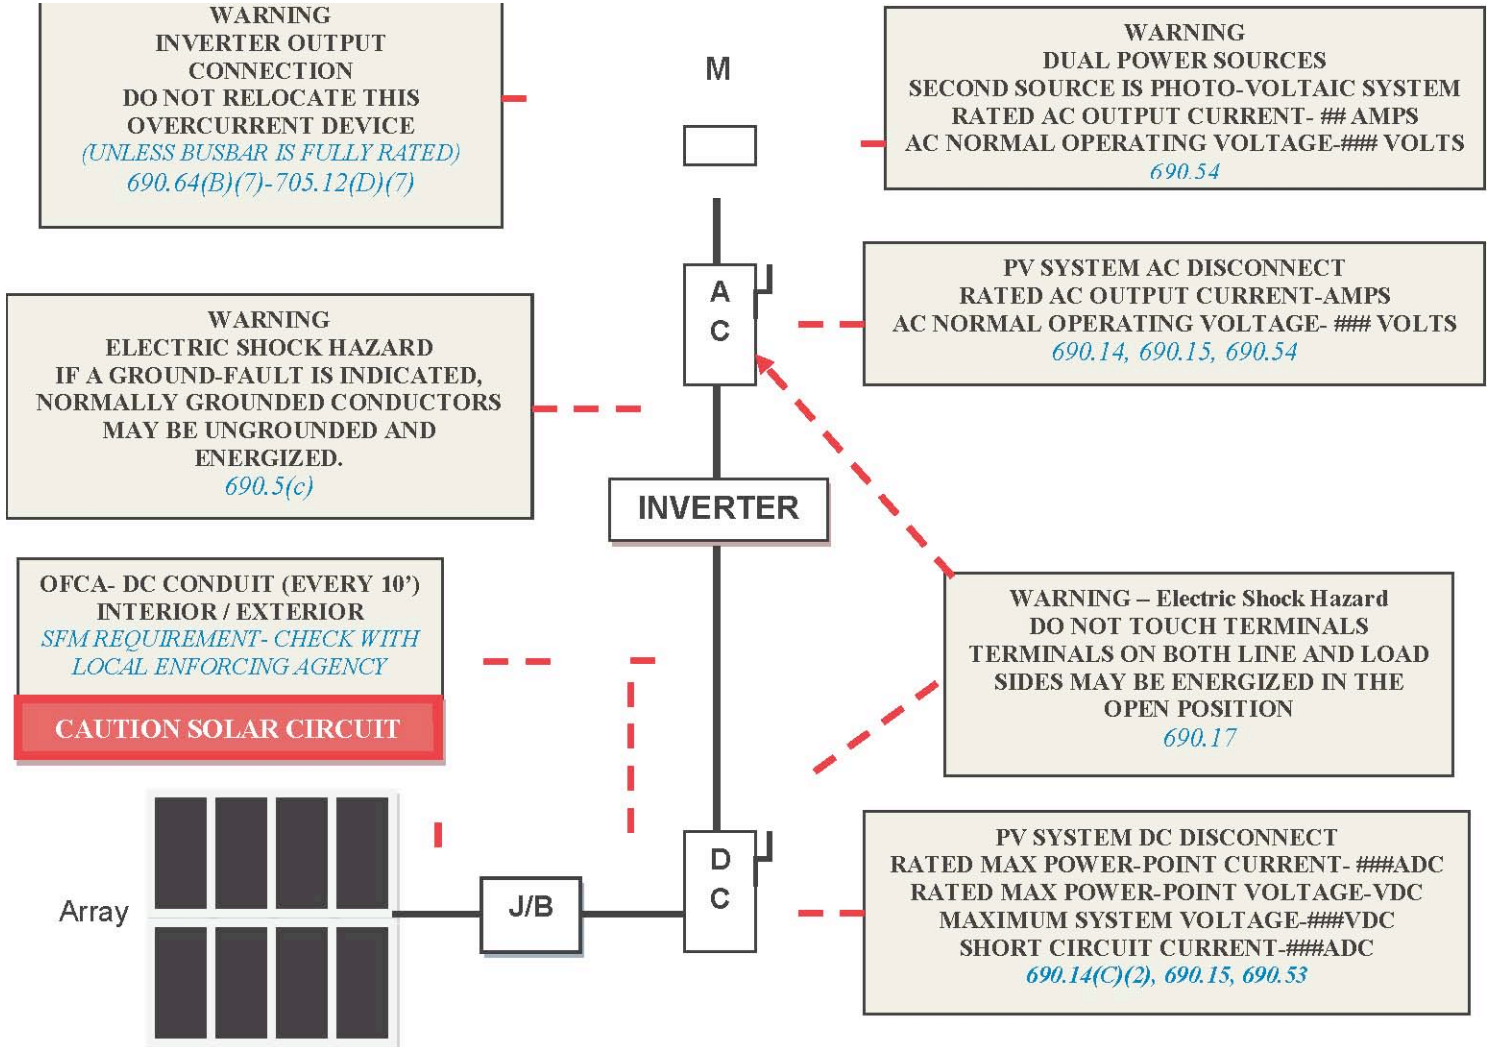 WARNING
INVERTER OUTPUT
CONNECTION
DO NOT RELOCATE THIS
OVERCURRENT DEVICE
(UNLESS BUSBAR IS FULLY RATED)
690.64(B)(7)-705.12(D)(7)
M
WARNING
DUAL POWER SOURCES
SECOND SOURCE IS PHOTO-VOLTAIC SYSTEM
RATED AC OUTPUT CURRENT- ## AMPS
AC NORMAL OPERATING VOLTAGE-### VOLTS
690.54
A
C
PV SYSTEM AC DISCONNECT
RATED AC OUTPUT CURRENT-AMPS
AC NORMAL OPERATING VOLTAGE- ### VOLTS
690.14, 690.15, 690.54
WARNING
ELECTRIC SHOCK HAZARD
IF A GROUND-FAULT IS INDICATED,
NORMALLY GROUNDED CONDUCTORS
MAY BE UNGROUNDED AND
ENERGIZED.
690.5(c)
INVERTER
OFCA- DC CONDUIT (EVERY 10’)
INTERIOR / EXTERIOR
SFM REQUIREMENT- CHECK WITH
LOCAL ENFORCING AGENCY
CAUTION SOLAR CIRCUIT
WARNING – Electric Shock Hazard
DO NOT TOUCH TERMINALS
TERMINALS ON BOTH LINE AND LOAD
SIDES MAY BE ENERGIZED IN THE
OPEN POSITION
690.17
Array
J/B
D
C
PV SYSTEM DC DISCONNECT
RATED MAX POWER-POINT CURRENT- ###ADC
RATED MAX POWER-POINT VOLTAGE-VDC
MAXIMUM SYSTEM VOLTAGE-###VDC
SHORT CIRCUIT CURRENT-###ADC
690.14(C)(2), 690.15, 690.53